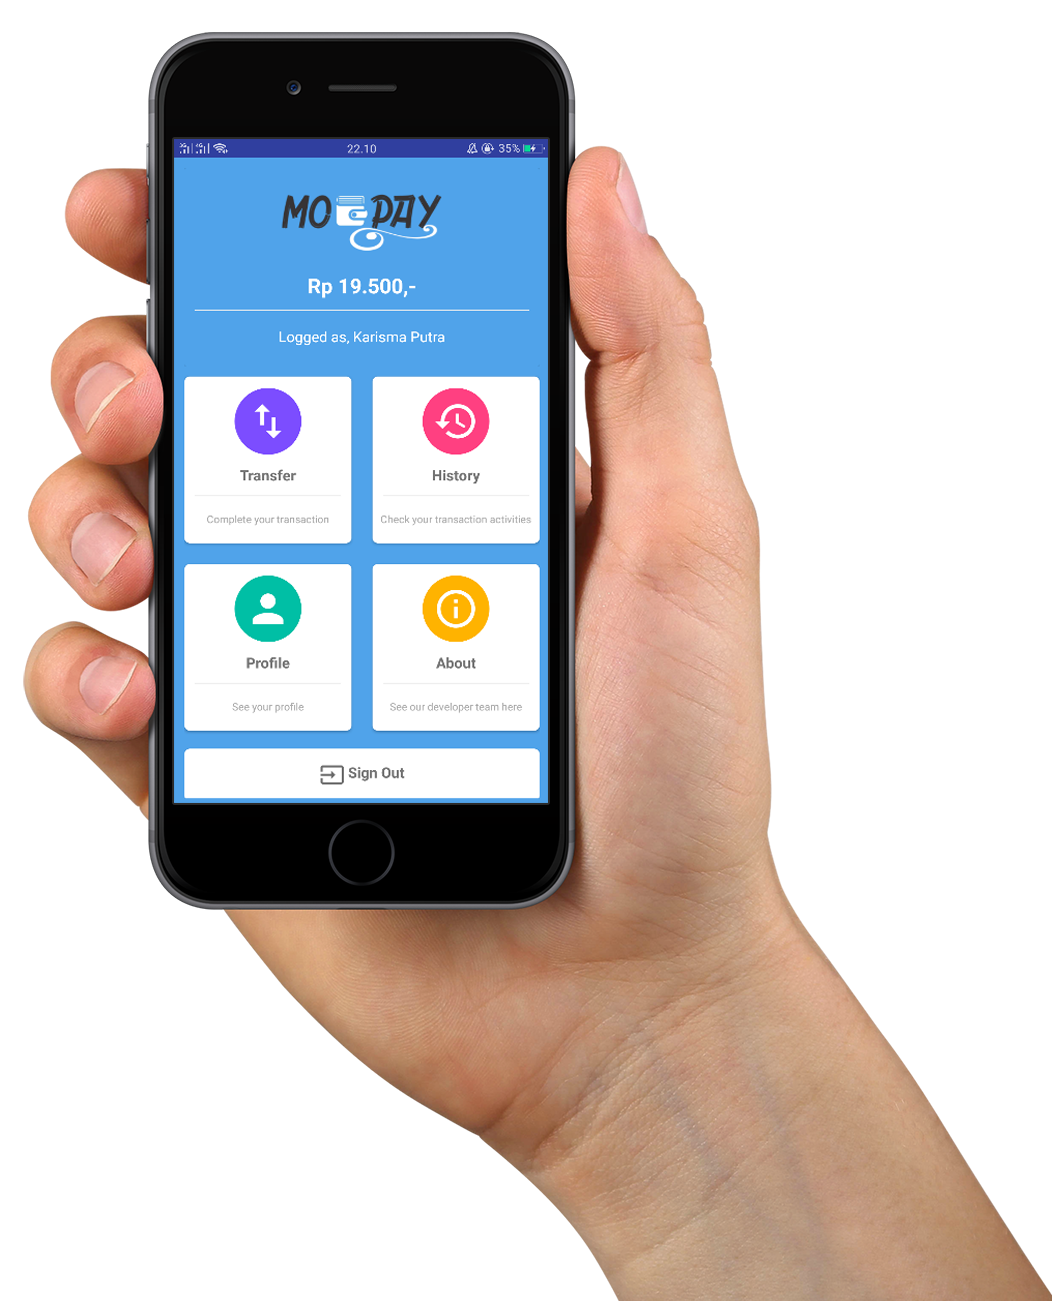 22.10
35%
MO PAY
Rp 19.500,-
Logged as, Karisma Putra
Transfer
History
Complete your transaction
Check your transaction activities
Profile
About
See your profile
See our developer team here
Sign Out